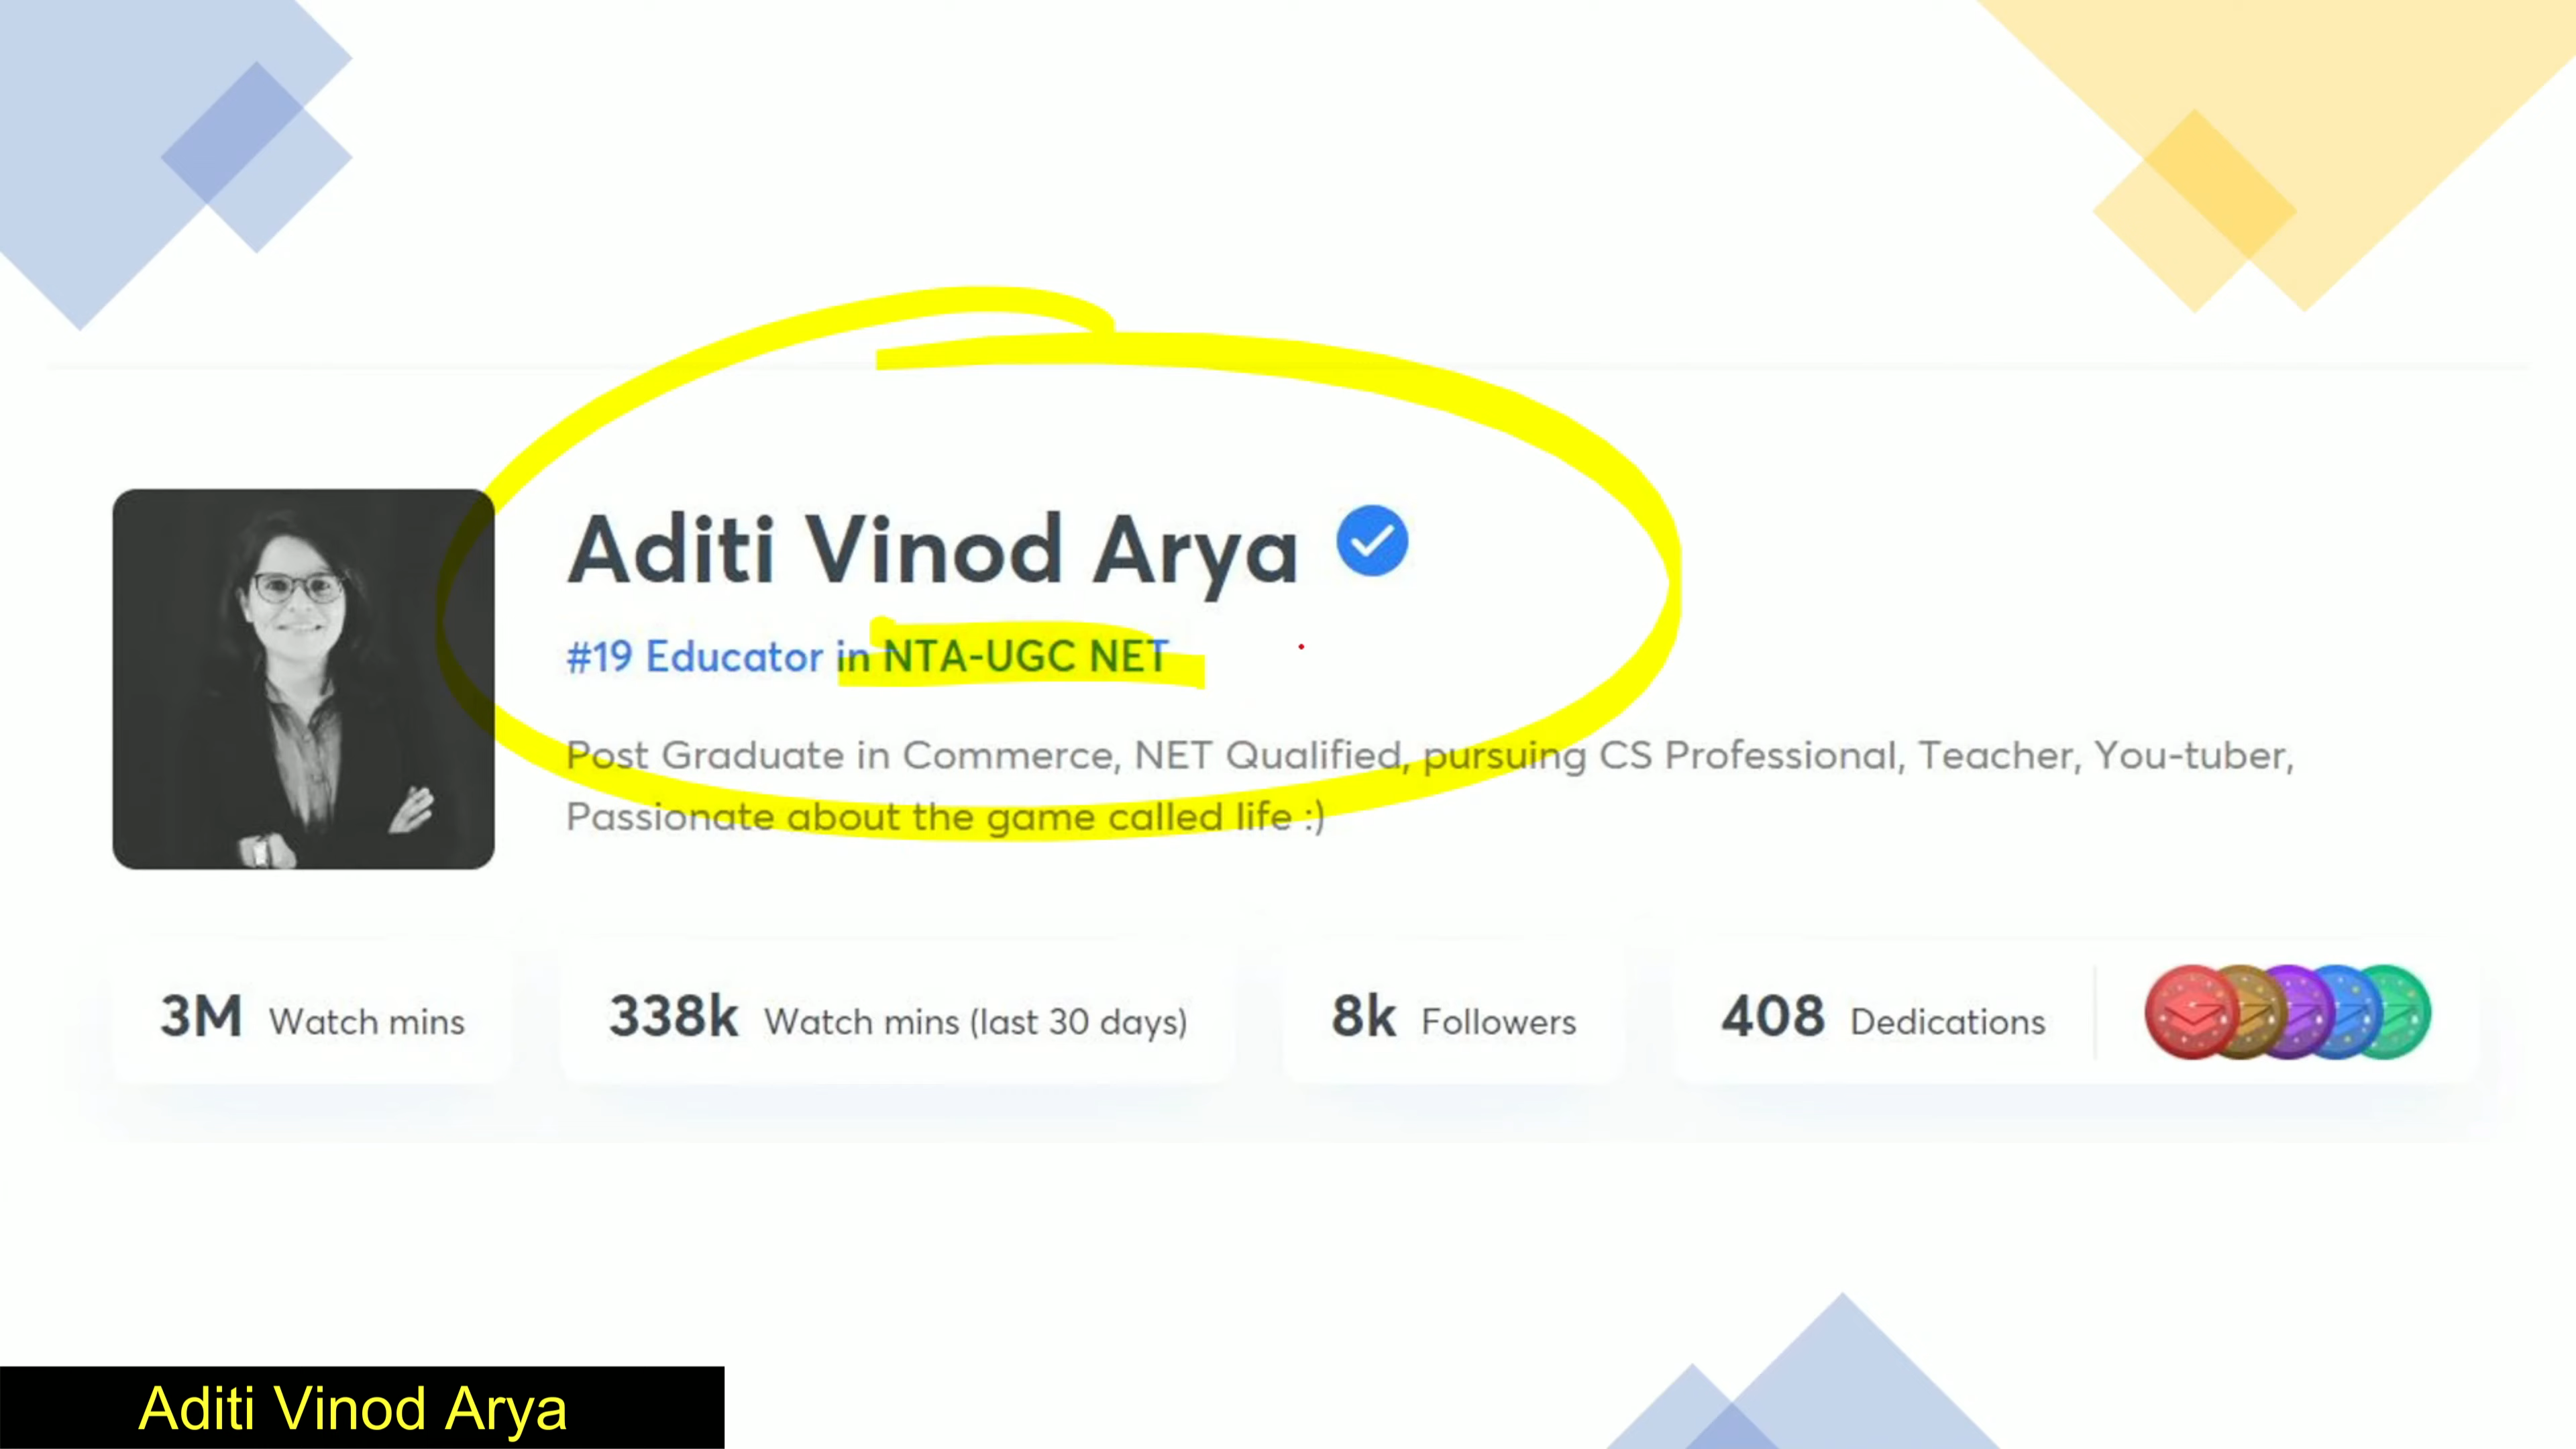 Aditi Vinod Arya
#19 Educator in NTA-UGC NET
Post Graduate in Commerce, NET Qualified, pursuing CS Professional, Teacher, You-tuber,
Passionate about the game called life :)
3M Watch mins
338k Watch mins (last 30 days)
8k Followers
408 Dedications
Aditi Vinod Arya